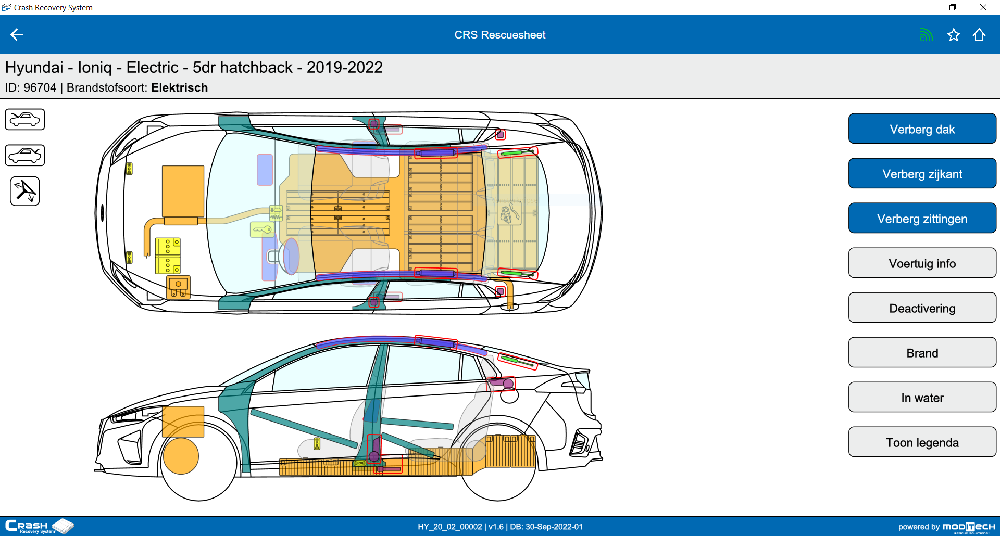 Crash Recovery System
CRS Rescuesheet
Hyundai - Ioniq - Electric - 5dr hatchback - 2019-2022
ID: 96704 | Brandstofsoort: Elektrisch
Verberg dak
Verberg zijkant
Verberg zittingen
Voertuig info
Deactivering
Brand
In water
Toon legenda
CRASH Recovery System
HY_20_02_00002 | v1.6 | DB: 30-Sep-2022-01
powered by MODITECH RESCUE SOLUTIONS